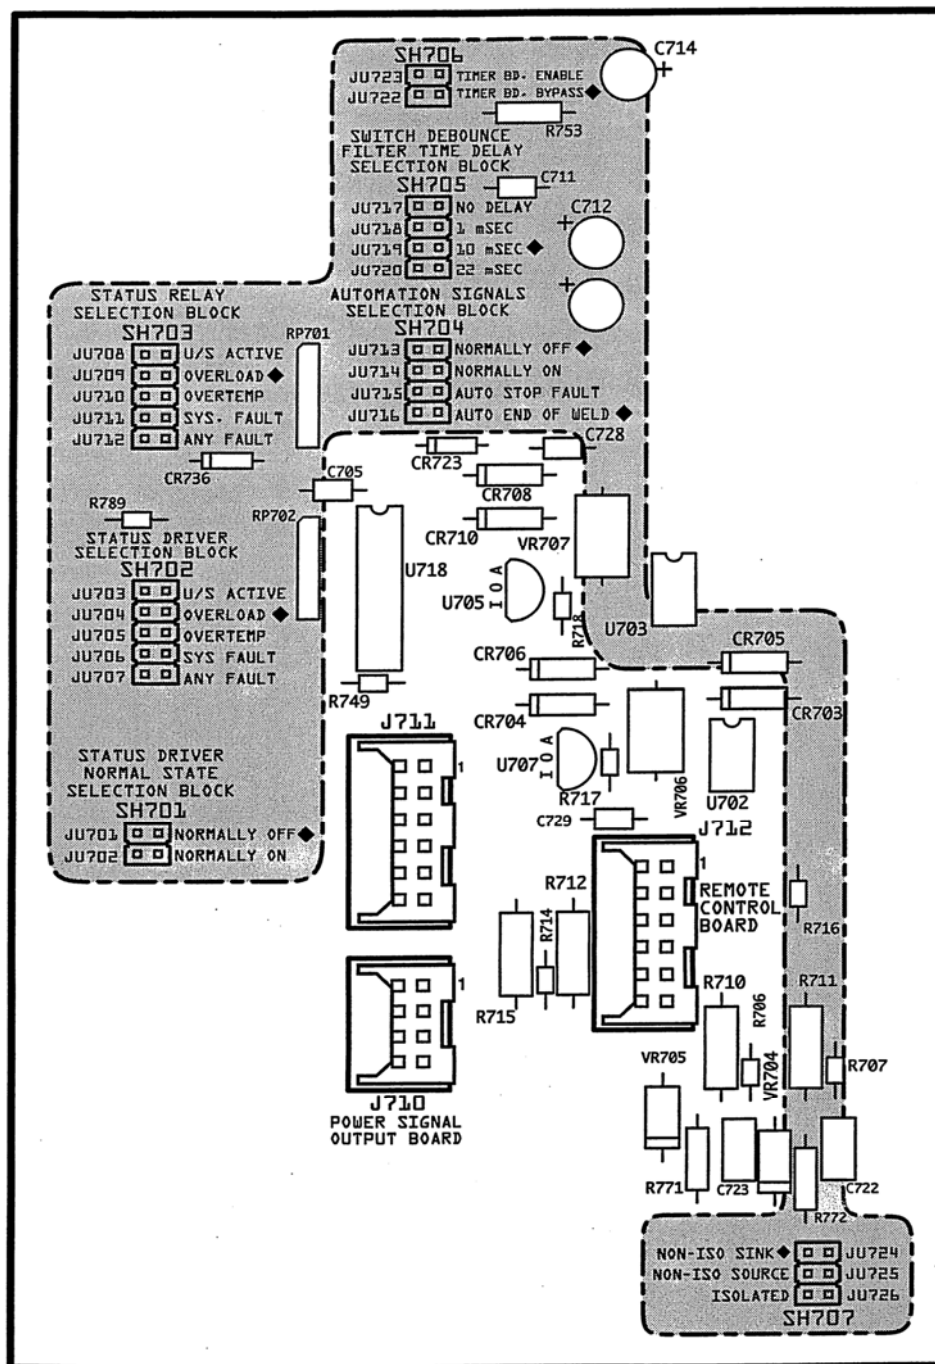 C714
+
SH706
JU723 TIMER BD. ENABLE
JU722 TIMER BD. BYPASS◆
R753
SWITCH DEBOUNCE
FILTER TIME DELAY
SELECTION BLOCK
C711
SH705
JU717 NO DELAY
JU718 1 mSEC
JU719 10 mSEC◆
JU720 22 mSEC
C712
+
+
AUTOMATION SIGNALS
SELECTION BLOCK
SH704
JU713 NORMALLY OFF◆
JU714 NORMALLY ON
JU715 AUTO STOP FAULT
JU716 AUTO END OF WELD◆
STATUS RELAY
SELECTION BLOCK
SH703
RP701
JU708 U/S ACTIVE
JU709 OVERLOAD◆
JU710 OVERTEMP
JU711 SYS. FAULT
JU712 ANY FAULT
CR736
CR723
C728
C705
CR708
R789
RP702
CR710
VR707
STATUS DRIVER
SELECTION BLOCK
SH702
JU703 U/S ACTIVE
JU704 OVERLOAD◆
JU705 OVERTEMP
JU706 SYS FAULT
JU707 ANY FAULT
U718
U705
I O A
R718
U703
CR706
CR705
R749
CR704
CR703
J711
1
U707
I O A
R717
VR706
U702
C729
J712
STATUS DRIVER
NORMAL STATE
SELECTION BLOCK
SH701
JU701 NORMALLY OFF◆
JU702 NORMALLY ON
1
REMOTE
CONTROL
BOARD
R712
R714
R716
R715
R710
R706
R711
1
J710
POWER SIGNAL
OUTPUT BOARD
VR705
VR704
R707
R771
C723
C722
R772
NON-ISO SINK◆ JU724
NON-ISO SOURCE JU725
ISOLATED JU726
SH707